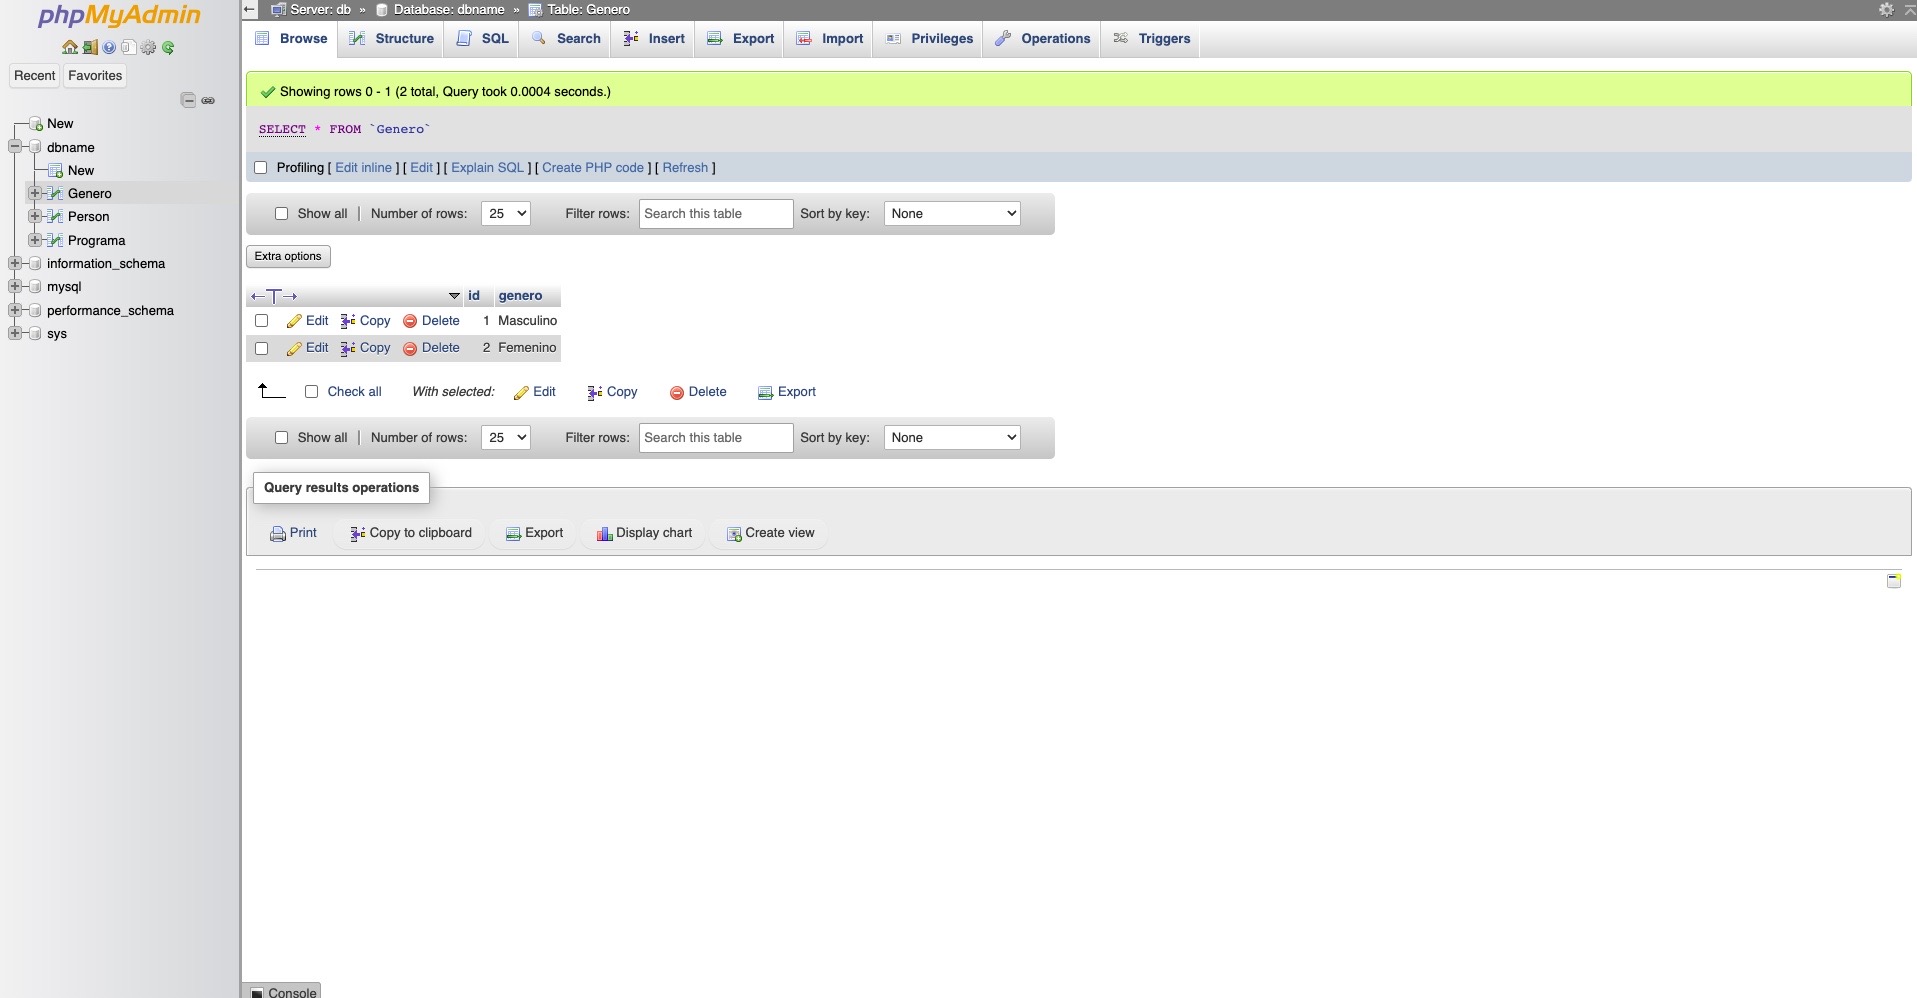 phpMyAdmin
Recent Favorites
New
dbname
New
Genero
Person
Programa
information_schema
mysql
performance_schema
sys
Server: db » Database: dbname » Table: Genero
Browse Structure SQL Search Insert Export Import Privileges Operations Triggers
Showing rows 0 - 1 (2 total, Query took 0.0004 seconds.)
SELECT * FROM `Genero`
Profiling [ Edit inline ] [ Edit ] [ Explain SQL ] [ Create PHP code ] [ Refresh ]
Show all | Number of rows: 25 Filter rows: Search this table Sort by key: None
Extra options
←T→ id genero
Edit Copy Delete 1 Masculino
Edit Copy Delete 2 Femenino
Check all With selected: Edit Copy Delete Export
Show all | Number of rows: 25 Filter rows: Search this table Sort by key: None
Query results operations
Print Copy to clipboard Export Display chart Create view
Console